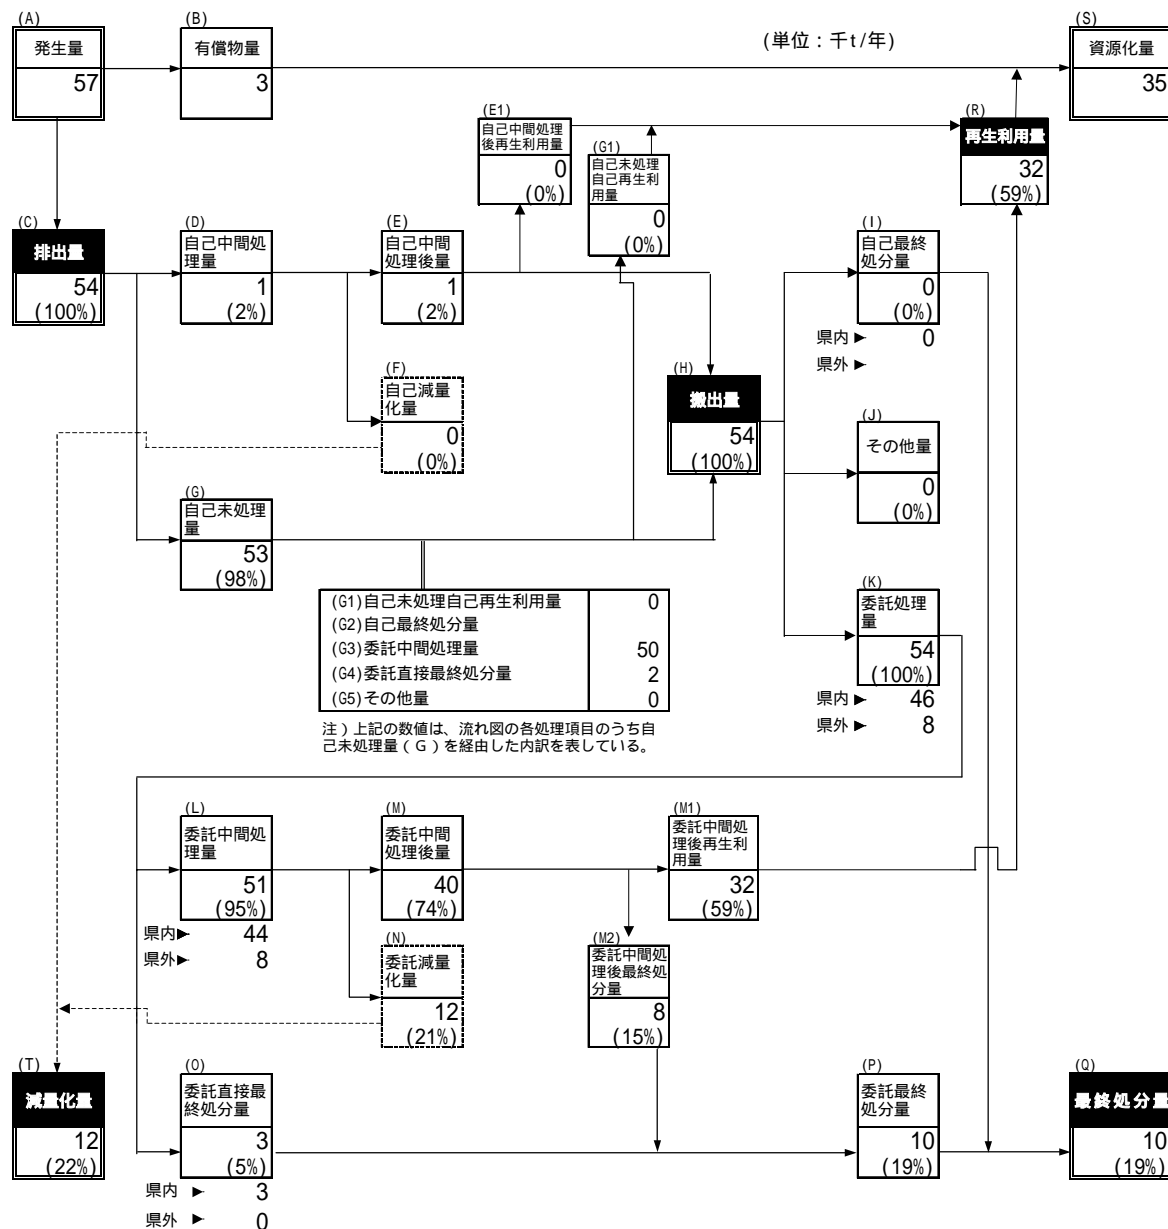 (A)
発生量
57
(B)
有償物量
3
(単位：千t/年)
(S)
資源化量
35
(E1)
自己中間処理
後再生利用量
0
(0%)
(G1)
自己未処理
自己再生利
用量
0
(0%)
(R)
再生利用量
32
(59%)
(C)
排出量
54
(100%)
(D)
自己中間処
理量
1
(2%)
(E)
自己中間
処理後量
1
(2%)
(I)
自己最終
処分量
0
(0%)
県内 ► 0
県外 ►
(F)
自己減量
化量
0
(0%)
(H)
搬出量
54
(100%)
(J)
その他量
0
(0%)
(G)
自己未処理
量
53
(98%)
(G1)自己未処理自己再生利用量 0
(G2)自己最終処分量
(G3)委託中間処理量 50
(G4)委託直接最終処分量 2
(G5)その他量 0
注）上記の数値は、流れ図の各処理項目のうち自
己未処理量（Ｇ）を経由した内訳を表している。
(K)
委託処理
量
54
(100%)
県内 ► 46
県外 ► 8
(L)
委託中間処
理量
51
(95%)
県内► 44
県外► 8
(M)
委託中間
処理後量
40
(74%)
(M1)
委託中間処
理後再生利
用量
32
(59%)
(N)
委託減量
化量
12
(21%)
(M2)
委託中間処
理後最終処
分量
8
(15%)
(T)
減量化量
12
(22%)
(O)
委託直接最
終処分量
3
(5%)
県内 ► 3
県外 ► 0
(P)
委託最終
処分量
10
(19%)
(Q)
最終処分量
10
(19%)